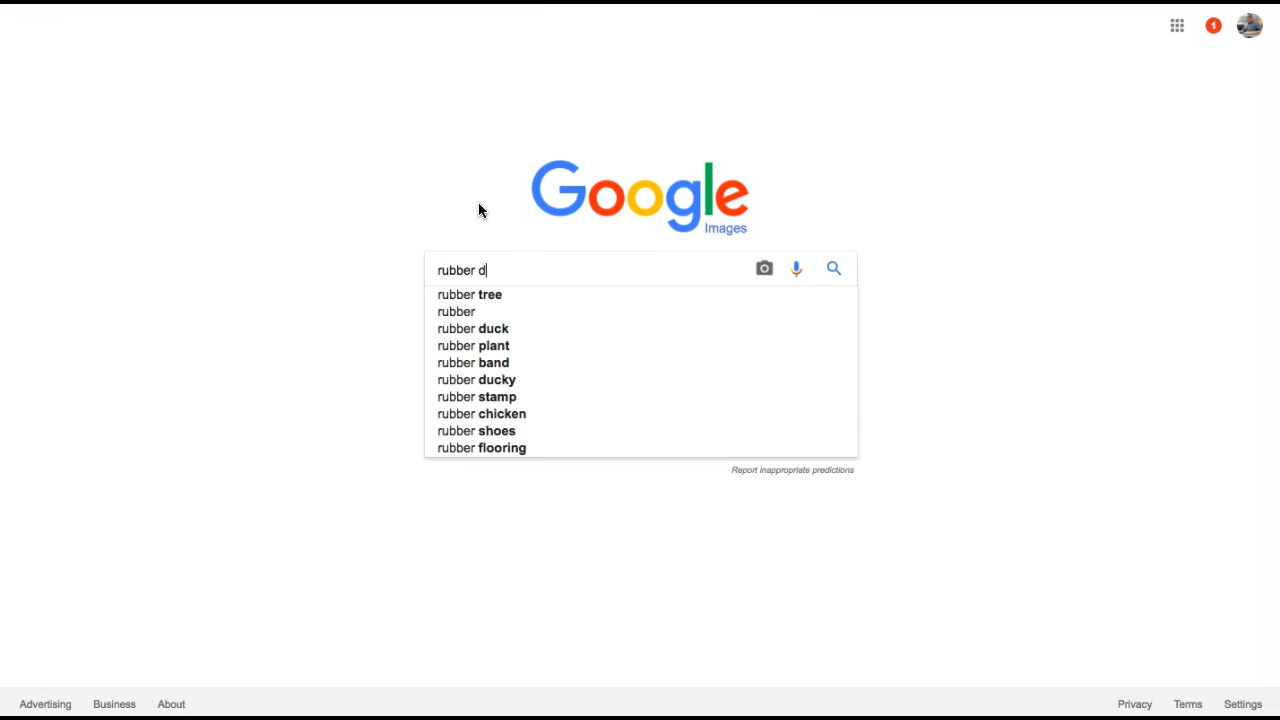 1
Google
Images
rubber d
rubber tree
rubber
rubber duck
rubber plant
rubber band
rubber ducky
rubber stamp
rubber chicken
rubber shoes
rubber flooring
Report inappropriate predictions
Advertising Business About Privacy Terms Settings